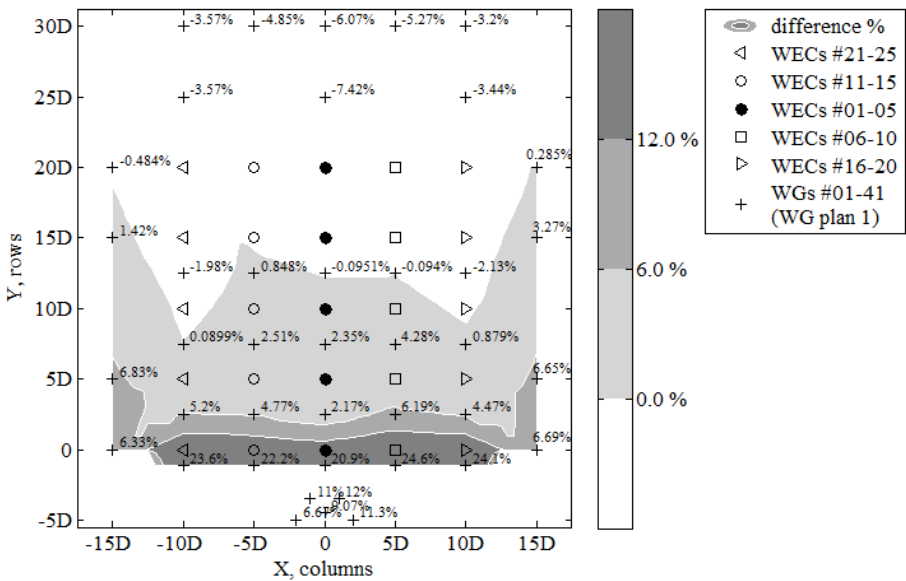 30D
-3.57%
-4.85%
-6.07%
-5.27%
-3.2%
25D
-3.57%
-7.42%
-3.44%
20D
-0.484%
0.285%
15D
1.42%
3.27%
-1.98%
0.848%
-0.0951%
-0.094%
-2.13%
10D
0.0899%
2.51%
2.35%
4.28%
0.879%
5D
6.83%
6.65%
5.2%
4.77%
2.17%
6.19%
4.47%
0
6.33%
6.69%
23.6%
22.2%
20.9%
24.6%
24.1%
11%
12%
11.3%
-5D
Y, rows
-15D
-10D
-5D
0
5D
10D
15D
X, columns
12.0 %
6.0 %
0.0 %
difference %
WECs #21-25
WECs #11-15
WECs #01-05
WECs #06-10
WECs #16-20
WGs #01-41
(WG plan 1)